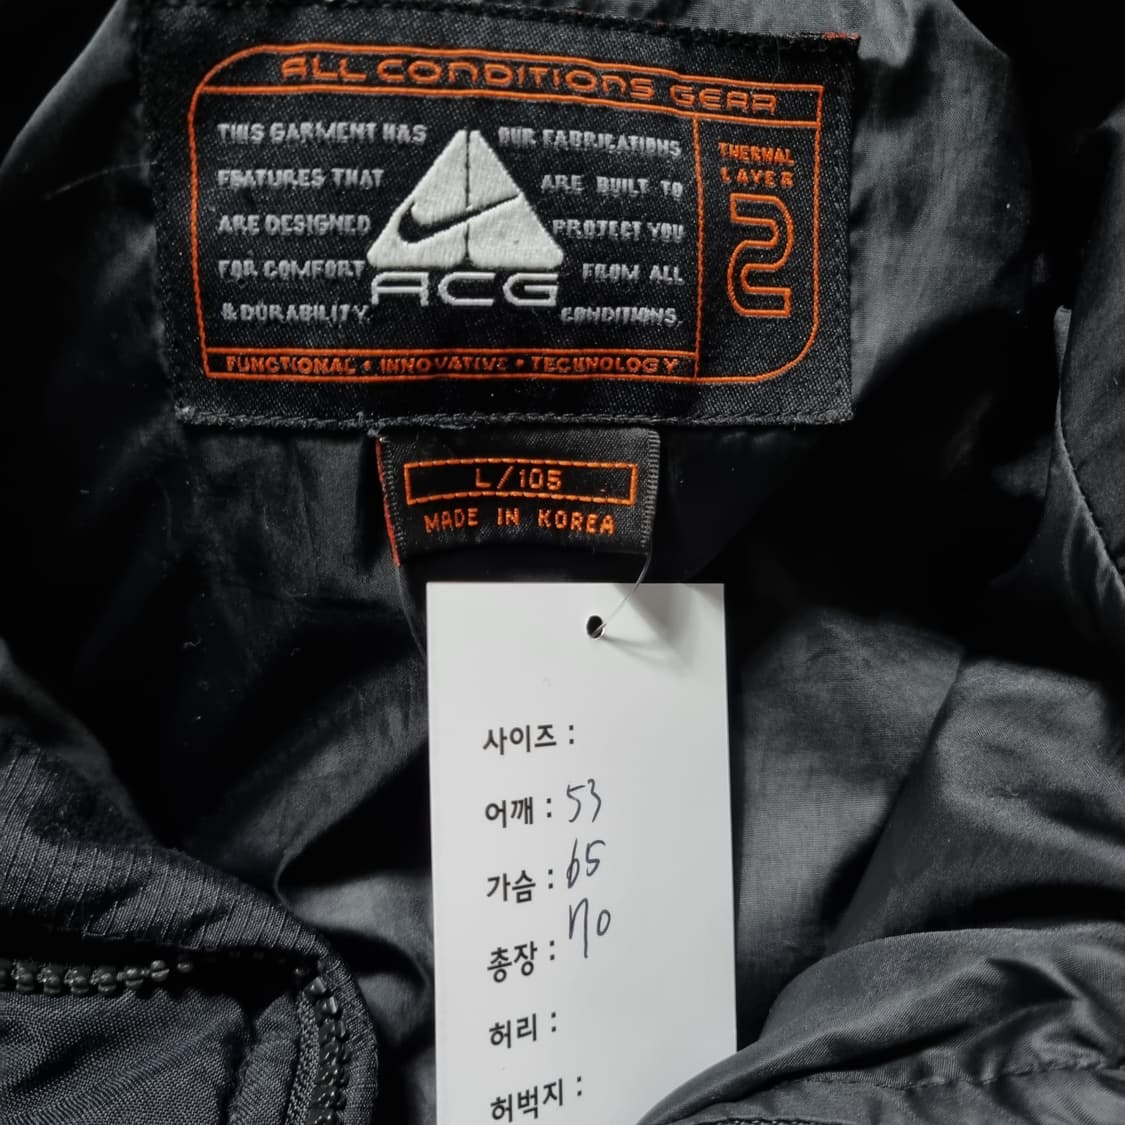 ALL CONDITIONS GEAR
THIS GARMENT HAS
FEATURES THAT
ARE DESIGNED
FOR COMFORT
& DURABILITY.
ACG
OUR FABRICATIONS
ARE BUILT TO
PROTECT YOU
FROM ALL
CONDITIONS.
THERMAL
LAYER
2
FUNCTIONAL • INNOVATIVE • TECHNOLOGY
L/105
MADE IN KOREA
사이즈 :
어깨 : 53
가슴 : 65
총장 : 70
허리 :
허벅지 :